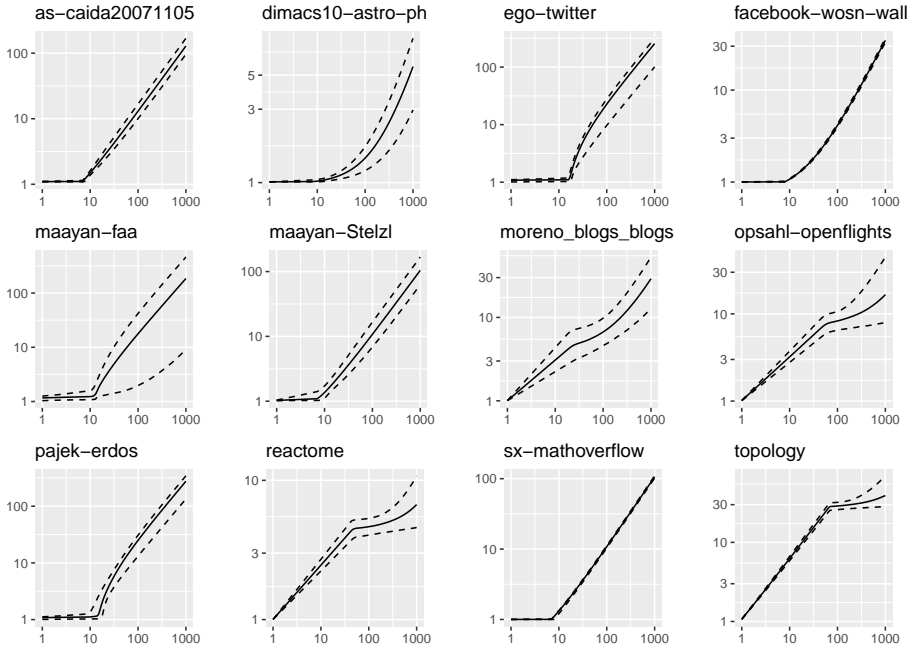 as−caida20071105
dimacs10−astro−ph
ego−twitter
facebook−wosn−wall
100
10
1
1 10 100 1000
5
3
1
1 10 100 1000
100
10
1
1 10 100 1000
30
10
3
1
1 10 100 1000
maayan−faa
maayan−Stelzl
moreno_blogs_blogs
opsahl−openflights
100
10
1
1 10 100 1000
100
10
1
1 10 100 1000
30
10
3
1
1 10 100 1000
30
10
3
1
1 10 100 1000
pajek−erdos
reactome
sx−mathoverflow
topology
100
10
1
1 10 100 1000
10
3
1
1 10 100 1000
100
10
1
1 10 100 1000
30
10
3
1
1 10 100 1000